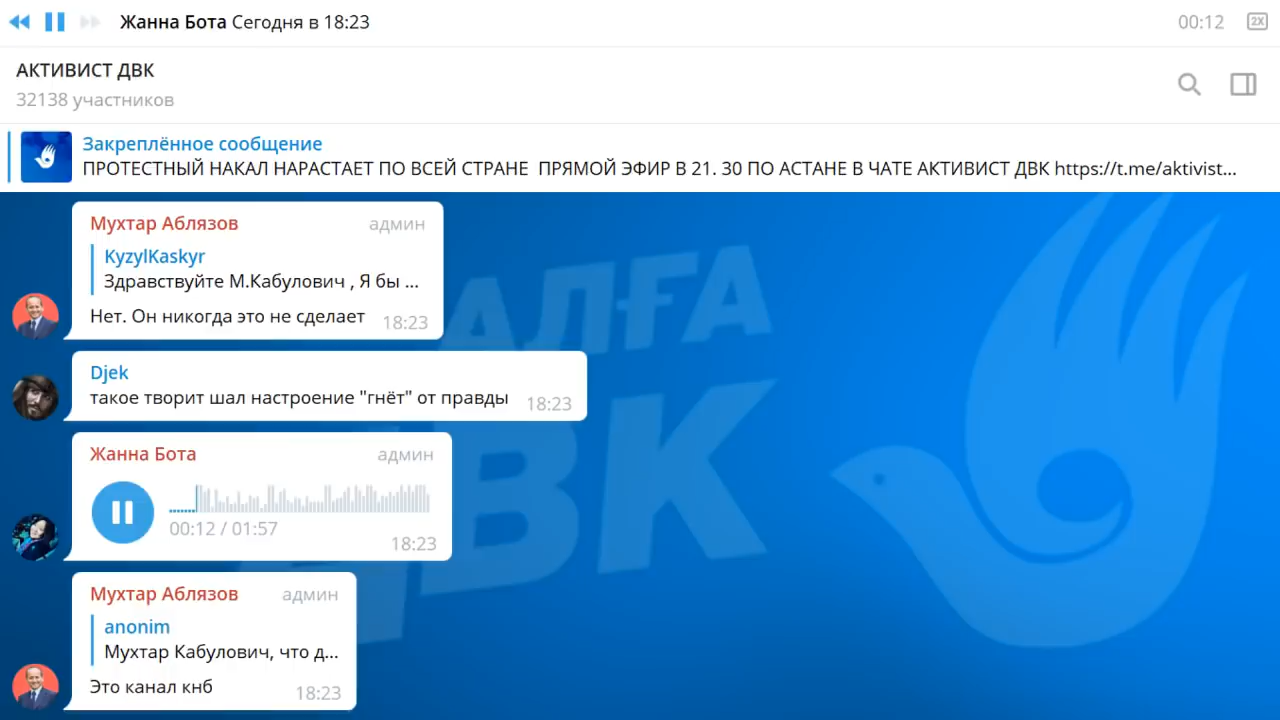 Жанна Бота Сегодня в 18:23
00:12
2X
АКТИВИСТ ДВК
32138 участников
Закреплённое сообщение
ПРОТЕСТНЫЙ НАКАЛ НАРАСТАЕТ ПО ВСЕЙ СТРАНЕ ПРЯМОЙ ЭФИР В 21. 30 ПО АСТАНЕ В ЧАТЕ АКТИВИСТ ДВК https://t.me/aktivist...
Мухтар Аблязов
админ
KyzylKaskyr
Здравствуйте М.Кабулович , Я бы ...
Нет. Он никогда это не сделает
18:23
АЛҒА
ДВК
Djek
такое творит шал настроение "гнёт" от правды
18:23
Жанна Бота
админ
00:12 / 01:57
18:23
Мухтар Аблязов
админ
anonim
Мухтар Кабулович, что д...
Это канал кнб
18:23